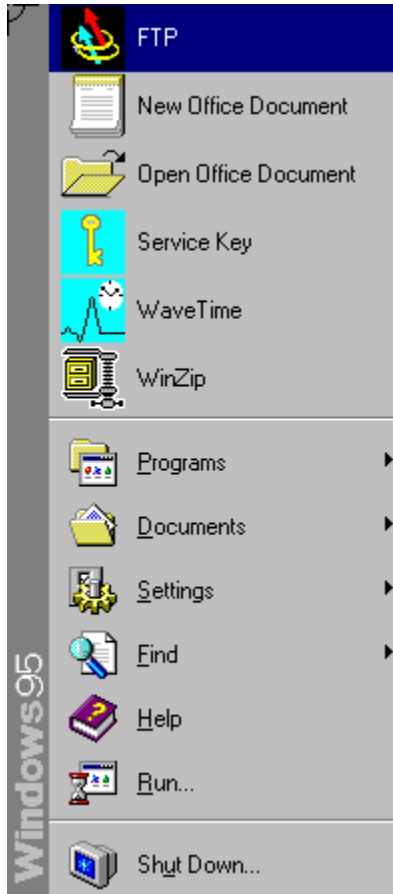 FTP
New Office Document
Open Office Document
Service Key
WaveTime
WinZip
Programs
Documents
Settings
Find
Help
Run...
Shut Down...
Windows95